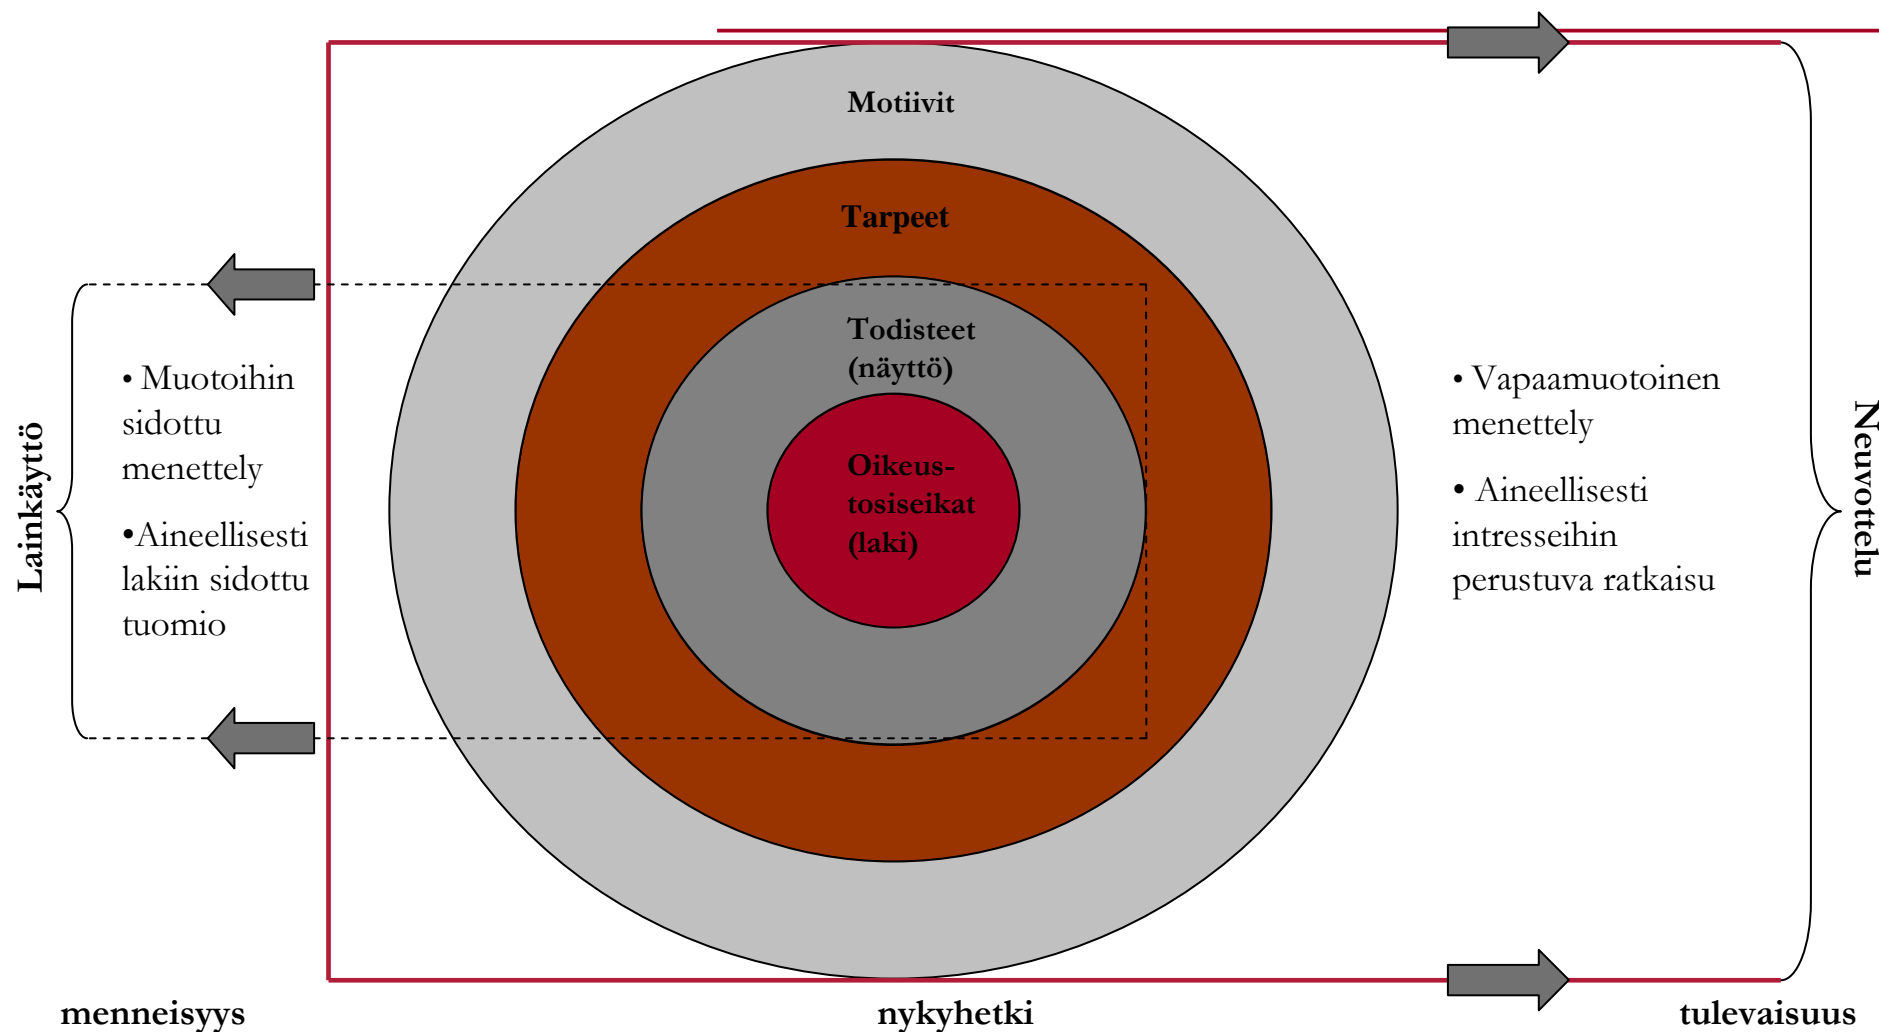 Motiivit
Tarpeet
Todisteet
(näyttö)
Oikeus-
tosiseikat
(laki)
Lainkäyttö
• Muotoihin
sidottu
menettely
•Aineellisesti
lakiin sidottu
tuomio
• Vapaamuotoinen
menettely
• Aineellisesti
intresseihin
perustuva ratkaisu
Neuvottelu
menneisyys
nykyhetki
tulevaisuus